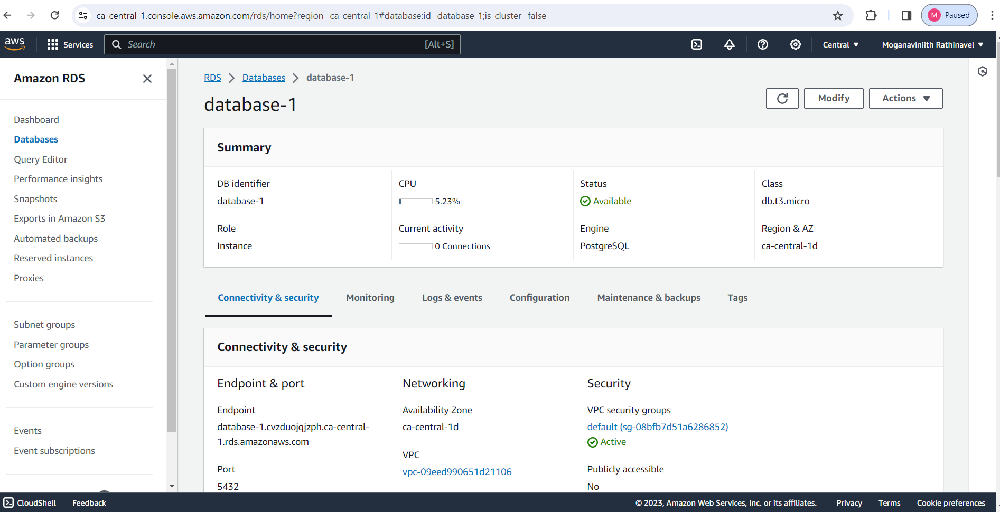 ca-central-1.console.aws.amazon.com/rds/home?region=ca-central-1#database:id=database-1;is-cluster=false
M Paused
aws Services Search [Alt+S] Central Moganaviniith Rathinavel
Amazon RDS
Dashboard
Databases
Query Editor
Performance insights
Snapshots
Exports in Amazon S3
Automated backups
Reserved instances
Proxies
Subnet groups
Parameter groups
Option groups
Custom engine versions
Events
Event subscriptions
RDS Databases database-1
database-1
Modify Actions
Summary
DB identifier
database-1
CPU
5.23%
Status
Available
Class
db.t3.micro
Role
Instance
Current activity
0 Connections
Engine
PostgreSQL
Region & AZ
ca-central-1d
Connectivity & security Monitoring Logs & events Configuration Maintenance & backups Tags
Connectivity & security
Endpoint & port
Endpoint
database-1.cvzduojqjzph.ca-central-
1.rds.amazonaws.com
Port
5432
Networking
Availability Zone
ca-central-1d
VPC
vpc-09eed990651d21106
Security
VPC security groups
default (sg-08bfb7d51a6286852)
Active
Publicly accessible
No
CloudShell Feedback © 2023, Amazon Web Services, Inc. or its affiliates. Privacy Terms Cookie preferences